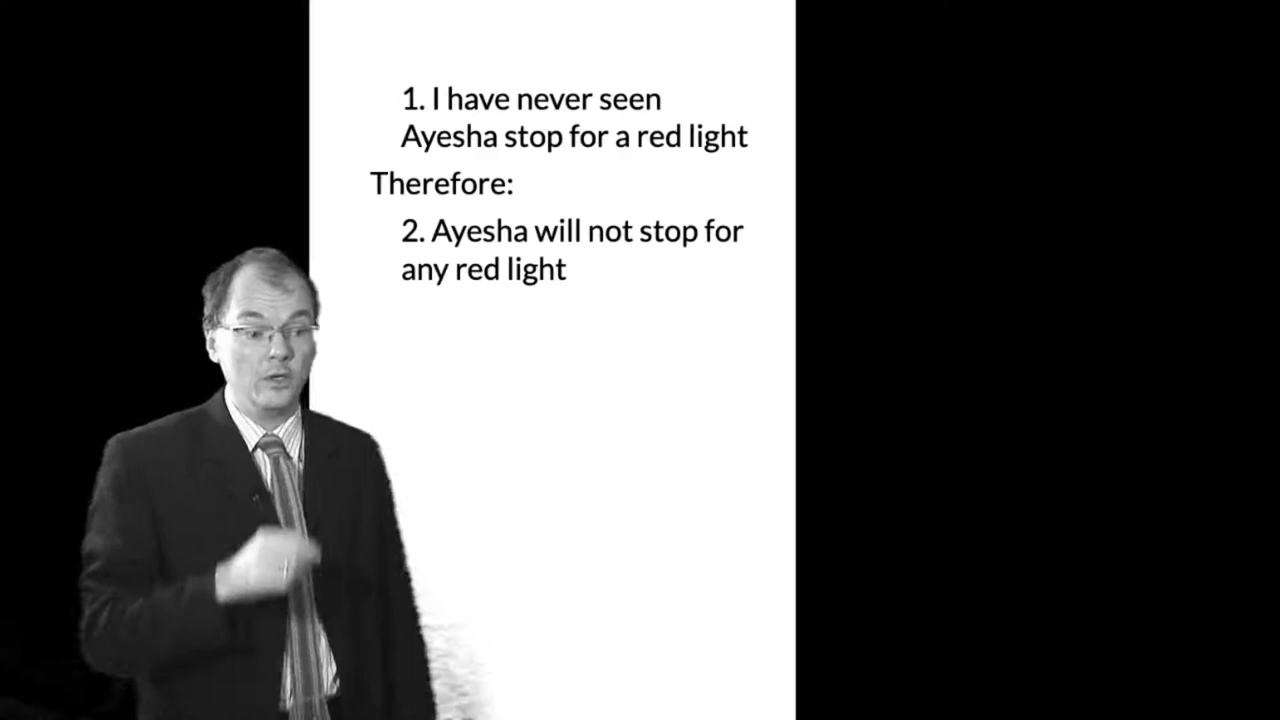 1. I have never seen
Ayesha stop for a red light
Therefore:
2. Ayesha will not stop for
any red light